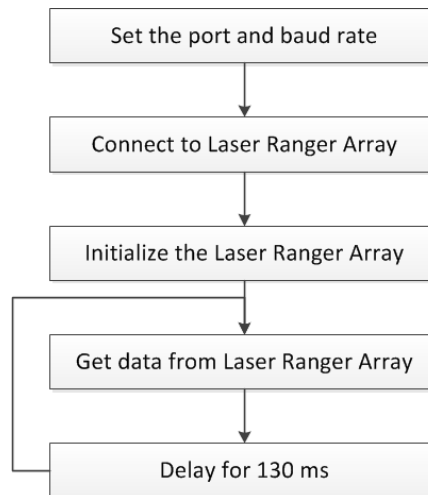 Set the port and baud rate
Connect to Laser Ranger Array
Initialize the Laser Ranger Array
Get data from Laser Ranger Array
Delay for 130 ms